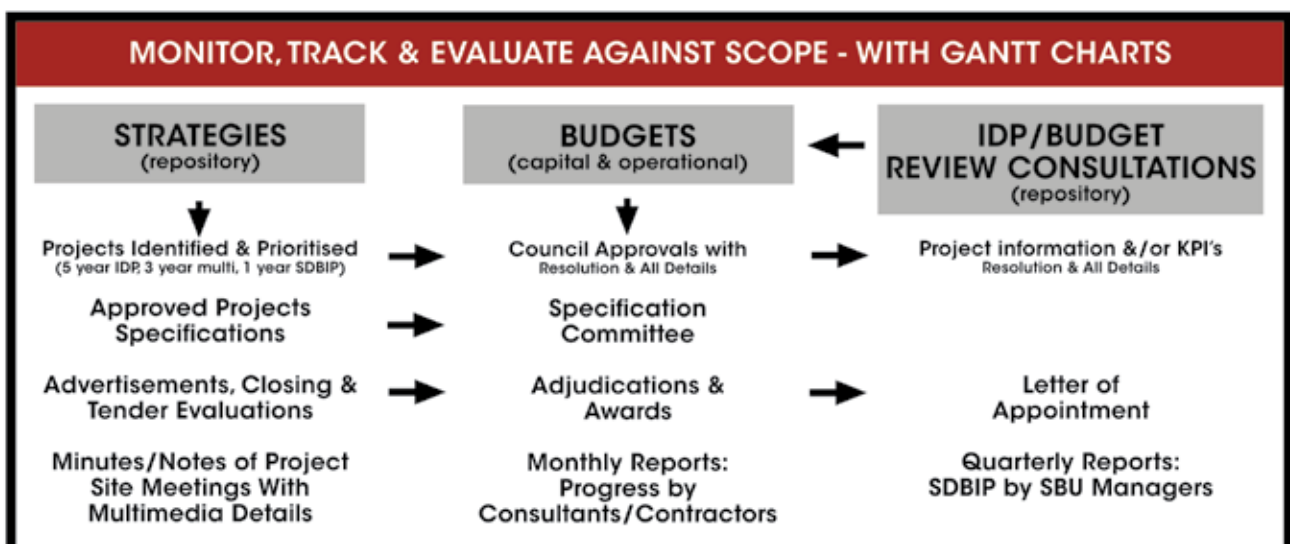 MONITOR, TRACK & EVALUATE AGAINST SCOPE - WITH GANTT CHARTS
STRATEGIES
(repository)
BUDGETS
(capital & operational)
IDP/BUDGET
REVIEW CONSULTATIONS
(repository)
Projects Identified & Prioritised
(5 year IDP, 3 year multi, 1 year SDBIP)
Council Approvals with
Resolution & All Details
Project information &/or KPI's
Resolution & All Details
Approved Projects
Specifications
Specification
Committee
Advertisements, Closing &
Tender Evaluations
Adjudications &
Awards
Letter of
Appointment
Minutes/Notes of Project
Site Meetings With
Multimedia Details
Monthly Reports:
Progress by
Consultants/Contractors
Quarterly Reports:
SDBIP by SBU Managers